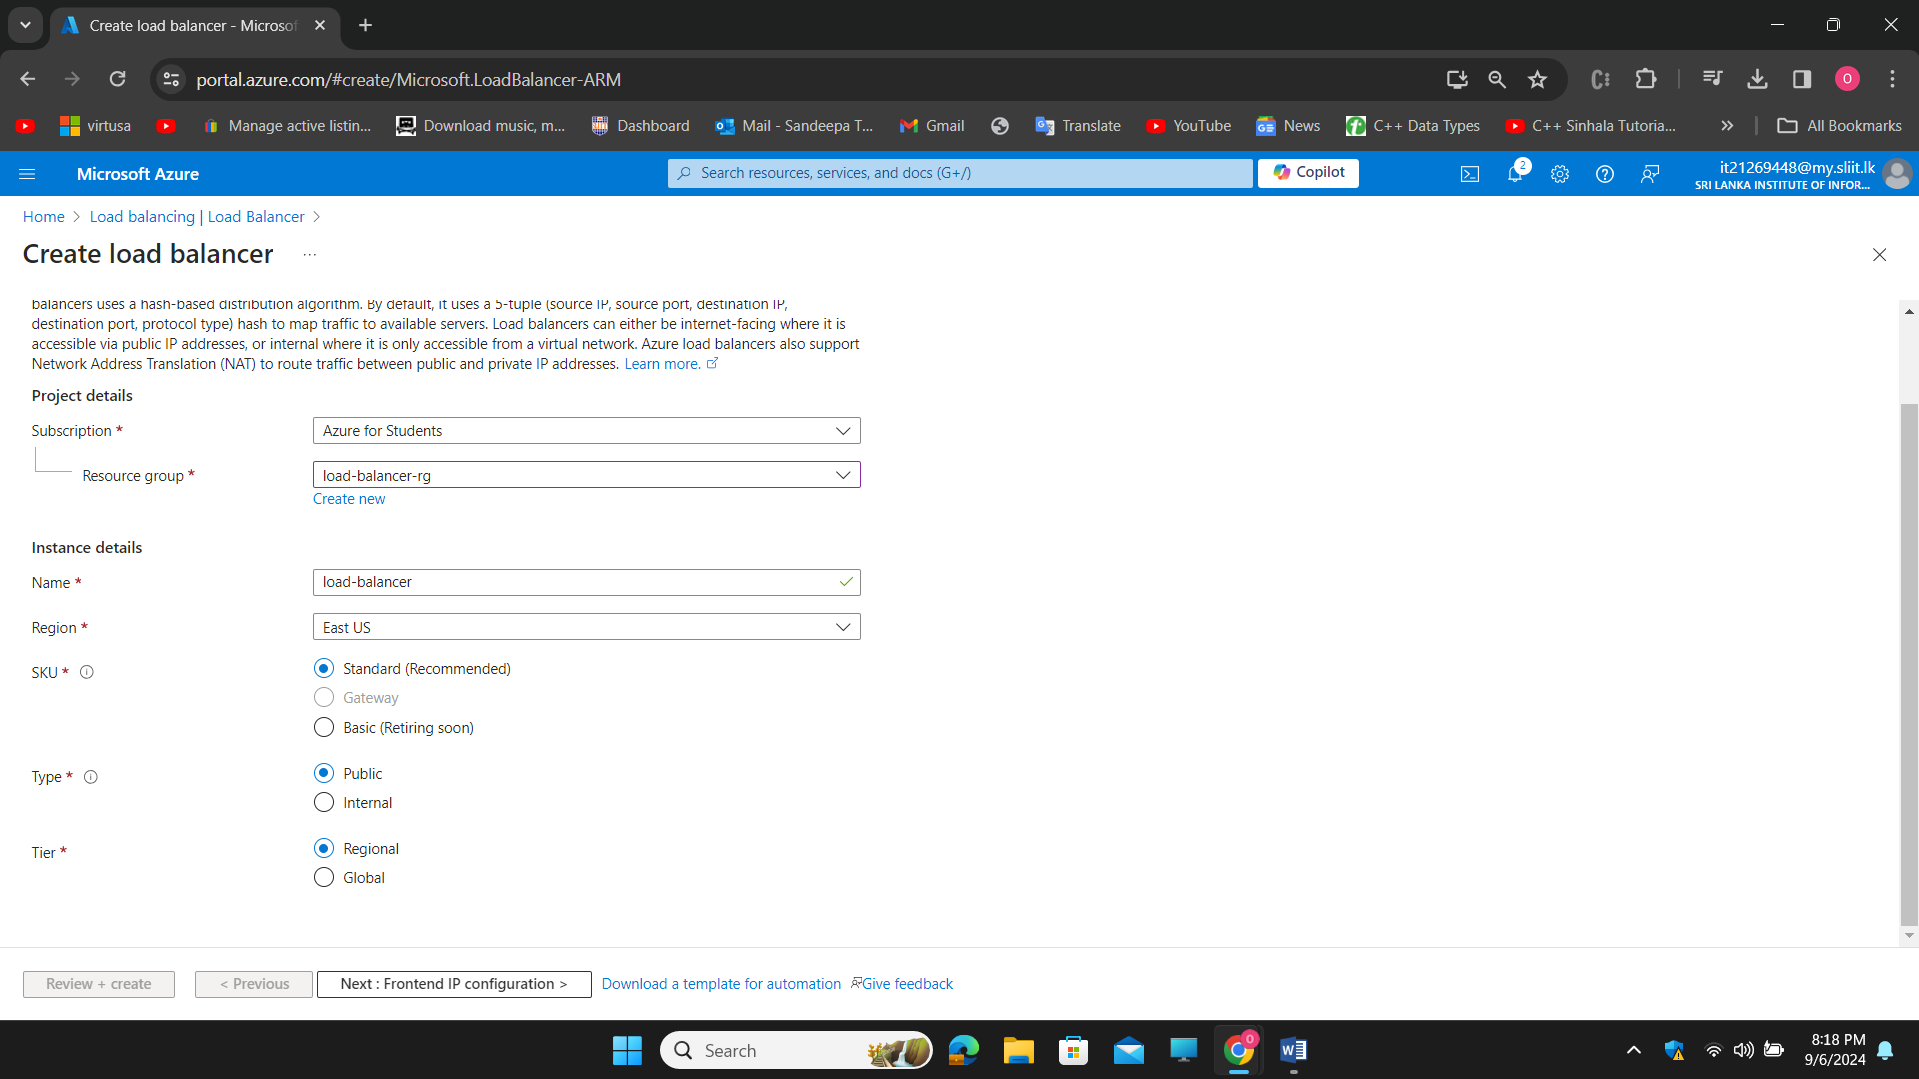 Create load balancer - Microsof
portal.azure.com/#create/Microsoft.LoadBalancer-ARM
O
virtusa
Manage active listin...
Download music, m...
Dashboard
Mail - Sandeepa T...
Gmail
Translate
YouTube
News
C++ Data Types
C++ Sinhala Tutoria...
All Bookmarks
Microsoft Azure
Search resources, services, and docs (G+/)
Copilot
2
it21269448@my.sliit.lk
SRI LANKA INSTITUTE OF INFOR...
Home > Load balancing | Load Balancer >
Create load balancer ...
balancers uses a hash-based distribution algorithm. By default, it uses a 5-tuple (source IP, source port, destination IP,
destination port, protocol type) hash to map traffic to available servers. Load balancers can either be internet-facing where it is
accessible via public IP addresses, or internal where it is only accessible from a virtual network. Azure load balancers also support
Network Address Translation (NAT) to route traffic between public and private IP addresses. Learn more.
Project details
Subscription *
Azure for Students
Resource group *
load-balancer-rg
Create new
Instance details
Name *
load-balancer
Region *
East US
SKU *
Standard (Recommended)
Gateway
Basic (Retiring soon)
Type *
Public
Internal
Tier *
Regional
Global
Review + create
< Previous
Next : Frontend IP configuration >
Download a template for automation
Give feedback
Search
0
8:18 PM
9/6/2024